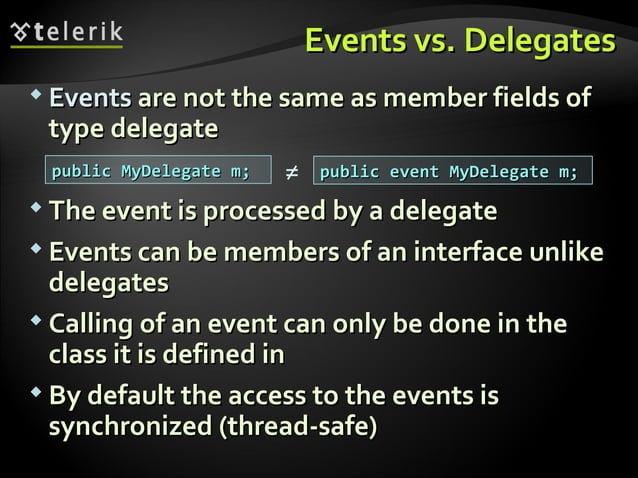 telerik
Events vs. Delegates
Events are not the same as member fields of
type delegate
public MyDelegate m; ≠ public event MyDelegate m;
The event is processed by a delegate
Events can be members of an interface unlike
delegates
Calling of an event can only be done in the
class it is defined in
By default the access to the events is
synchronized (thread-safe)